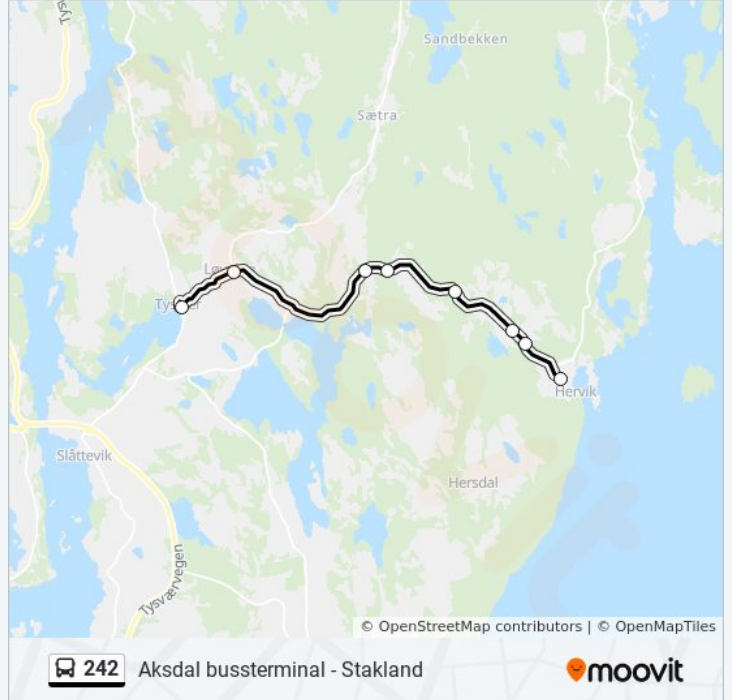 Sandbekken
Sætra
Hervik
Slåttevik
Hersdal
Tysværvegen
© OpenStreetMap contributors | © OpenMapTiles
242 Aksdal bussterminal - Stakland
moovit